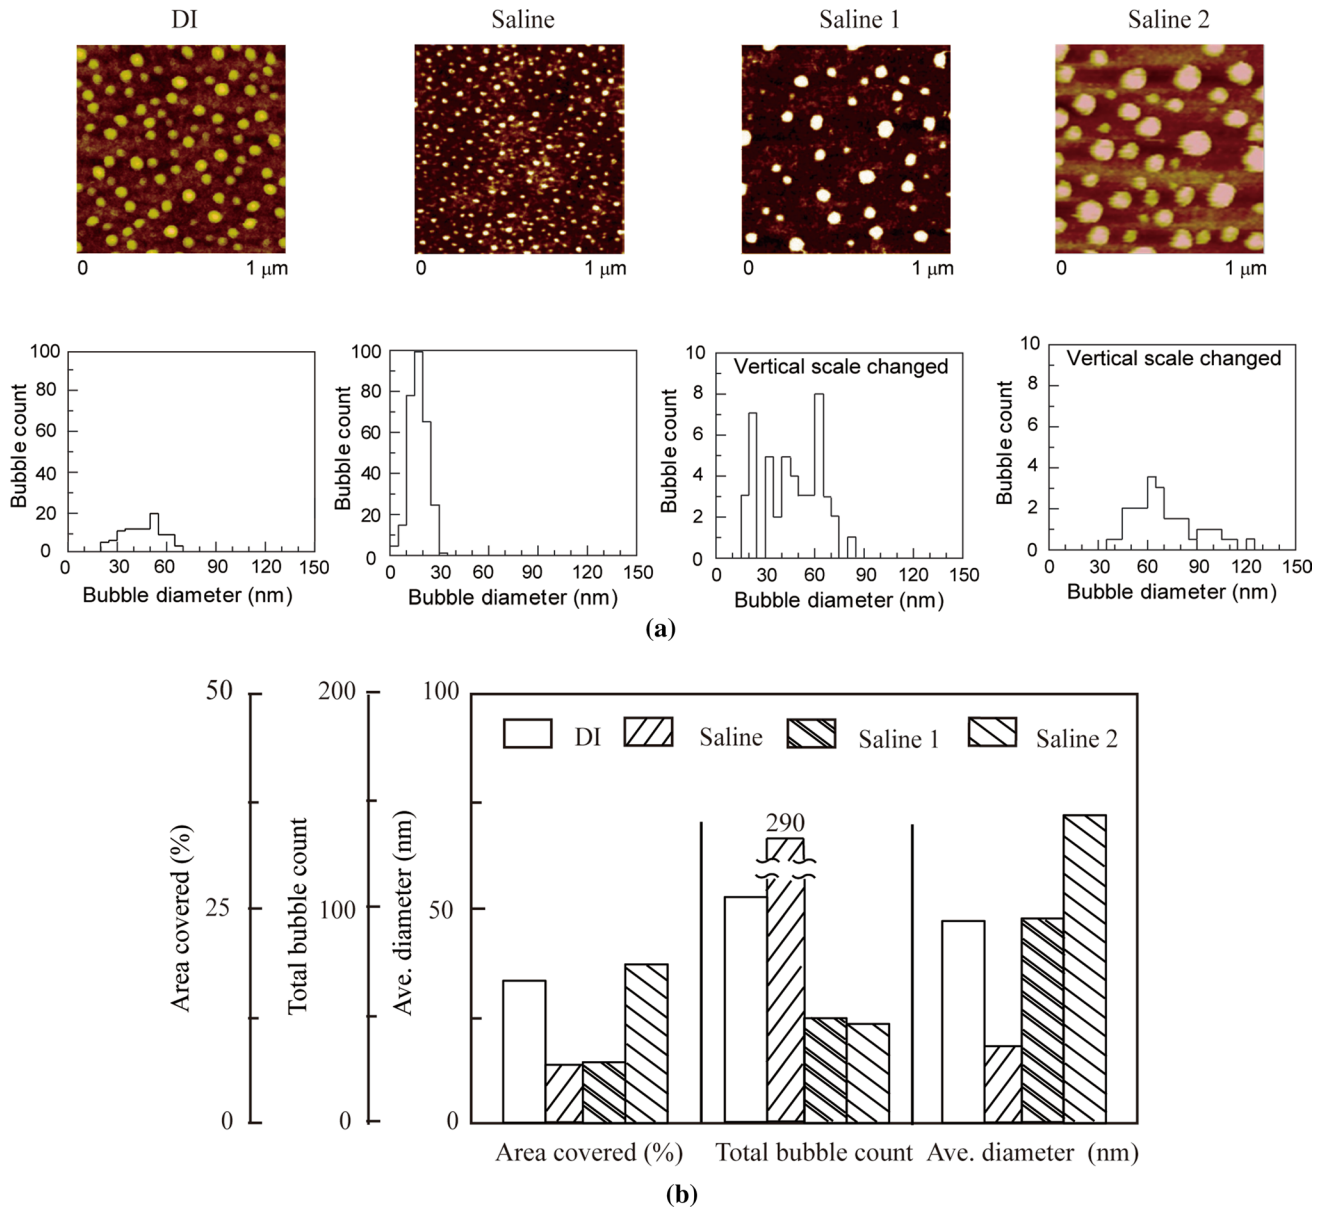 DI Saline Saline 1 Saline 2
0 1 μm 0 1 μm 0 1 μm 0 1 μm
Bubble count
100
80
60
40
20
0
0 30 60 90 120 150
Bubble diameter (nm)
Bubble count
100
80
60
40
20
0
0 30 60 90 120 150
Bubble diameter (nm)
Vertical scale changed
Bubble count
10
8
6
4
2
0
0 30 60 90 120 150
Bubble diameter (nm)
Vertical scale changed
Bubble count
10
8
6
4
2
0
0 30 60 90 120 150
Bubble diameter (nm)
(a)
Area covered (%)
50
25
0
Total bubble count
200
100
0
Ave. diameter (nm)
100
50
0
DI Saline Saline 1 Saline 2
290
Area covered (%) Total bubble count Ave. diameter (nm)
(b)